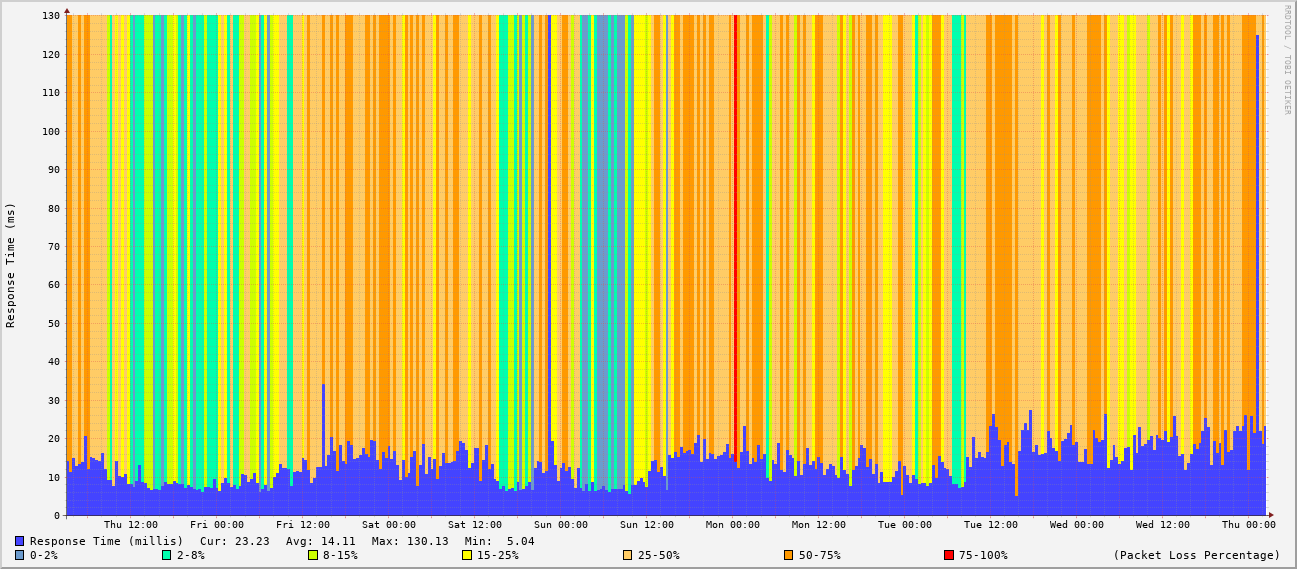 130
120
110
100
90
80
70
60
50
40
30
20
10
0
Response Time (ms)
RRDTOOL / TOBI OETIKER
Thu 12:00 Fri 00:00 Fri 12:00 Sat 00:00 Sat 12:00 Sun 00:00 Sun 12:00 Mon 00:00 Mon 12:00 Tue 00:00 Tue 12:00 Wed 00:00 Wed 12:00 Thu 00:00
Response Time (millis) Cur: 23.23 Avg: 14.11 Max: 130.13 Min: 5.04
0-2% 2-8% 8-15% 15-25% 25-50% 50-75% 75-100% (Packet Loss Percentage)